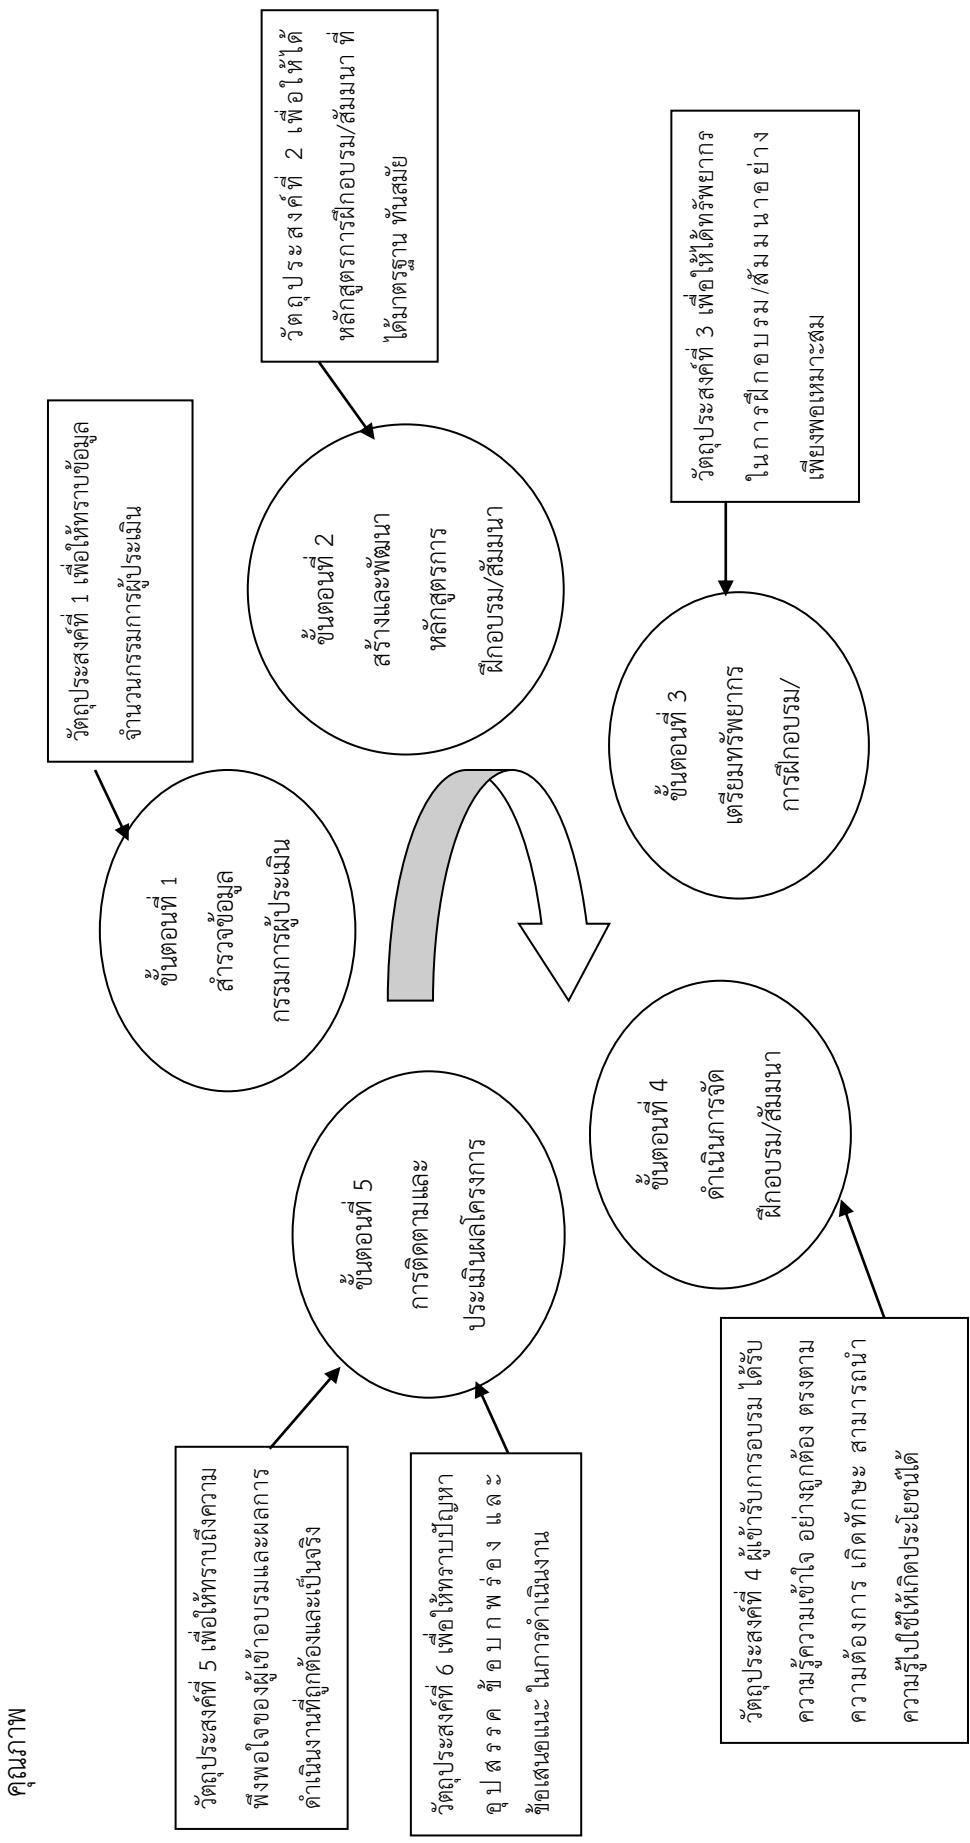 คุณภาพ
วัตถุประสงค์ที่ 1 เพื่อให้ทราบข้อมูล
จำนวนกรรมการผู้ประเมิน
ขั้นตอนที่ 1
สำรวจข้อมูล
กรรมการผู้ประเมิน
วัตถุประสงค์ที่ 2 เพื่อให้ได้
หลักสูตรการฝึกอบรม/สัมมนา ที่
ได้มาตรฐาน ทันสมัย
ขั้นตอนที่ 2
สร้างและพัฒนา
หลักสูตรการ
ฝึกอบรม/สัมมนา
วัตถุประสงค์ที่ 3 เพื่อให้ได้ทรัพยากร
ในการฝึกอบรม/สัมมนาอย่าง
เพียงพอเหมาะสม
ขั้นตอนที่ 3
เตรียมทรัพยากร
การฝึกอบรม/
ขั้นตอนที่ 4
ดำเนินการจัด
ฝึกอบรม/สัมมนา
วัตถุประสงค์ที่ 4 ผู้เข้ารับการอบรม ได้รับ
ความรู้ความเข้าใจ อย่างถูกต้อง ตรงตาม
ความต้องการ เกิดทักษะ สามารถนำ
ความรู้ไปใช้ให้เกิดประโยชน์ได้
ขั้นตอนที่ 5
การติดตามและ
ประเมินผลโครงการ
วัตถุประสงค์ที่ 5 เพื่อให้ทราบถึงความ
พึงพอใจของผู้เข้าอบรมและผลการ
ดำเนินงานที่ถูกต้องและเป็นจริง
วัตถุประสงค์ที่ 6 เพื่อให้ทราบปัญหา
อุปสรรค ข้อบกพร่อง และ
ข้อเสนอแนะ ในการดำเนินงาน